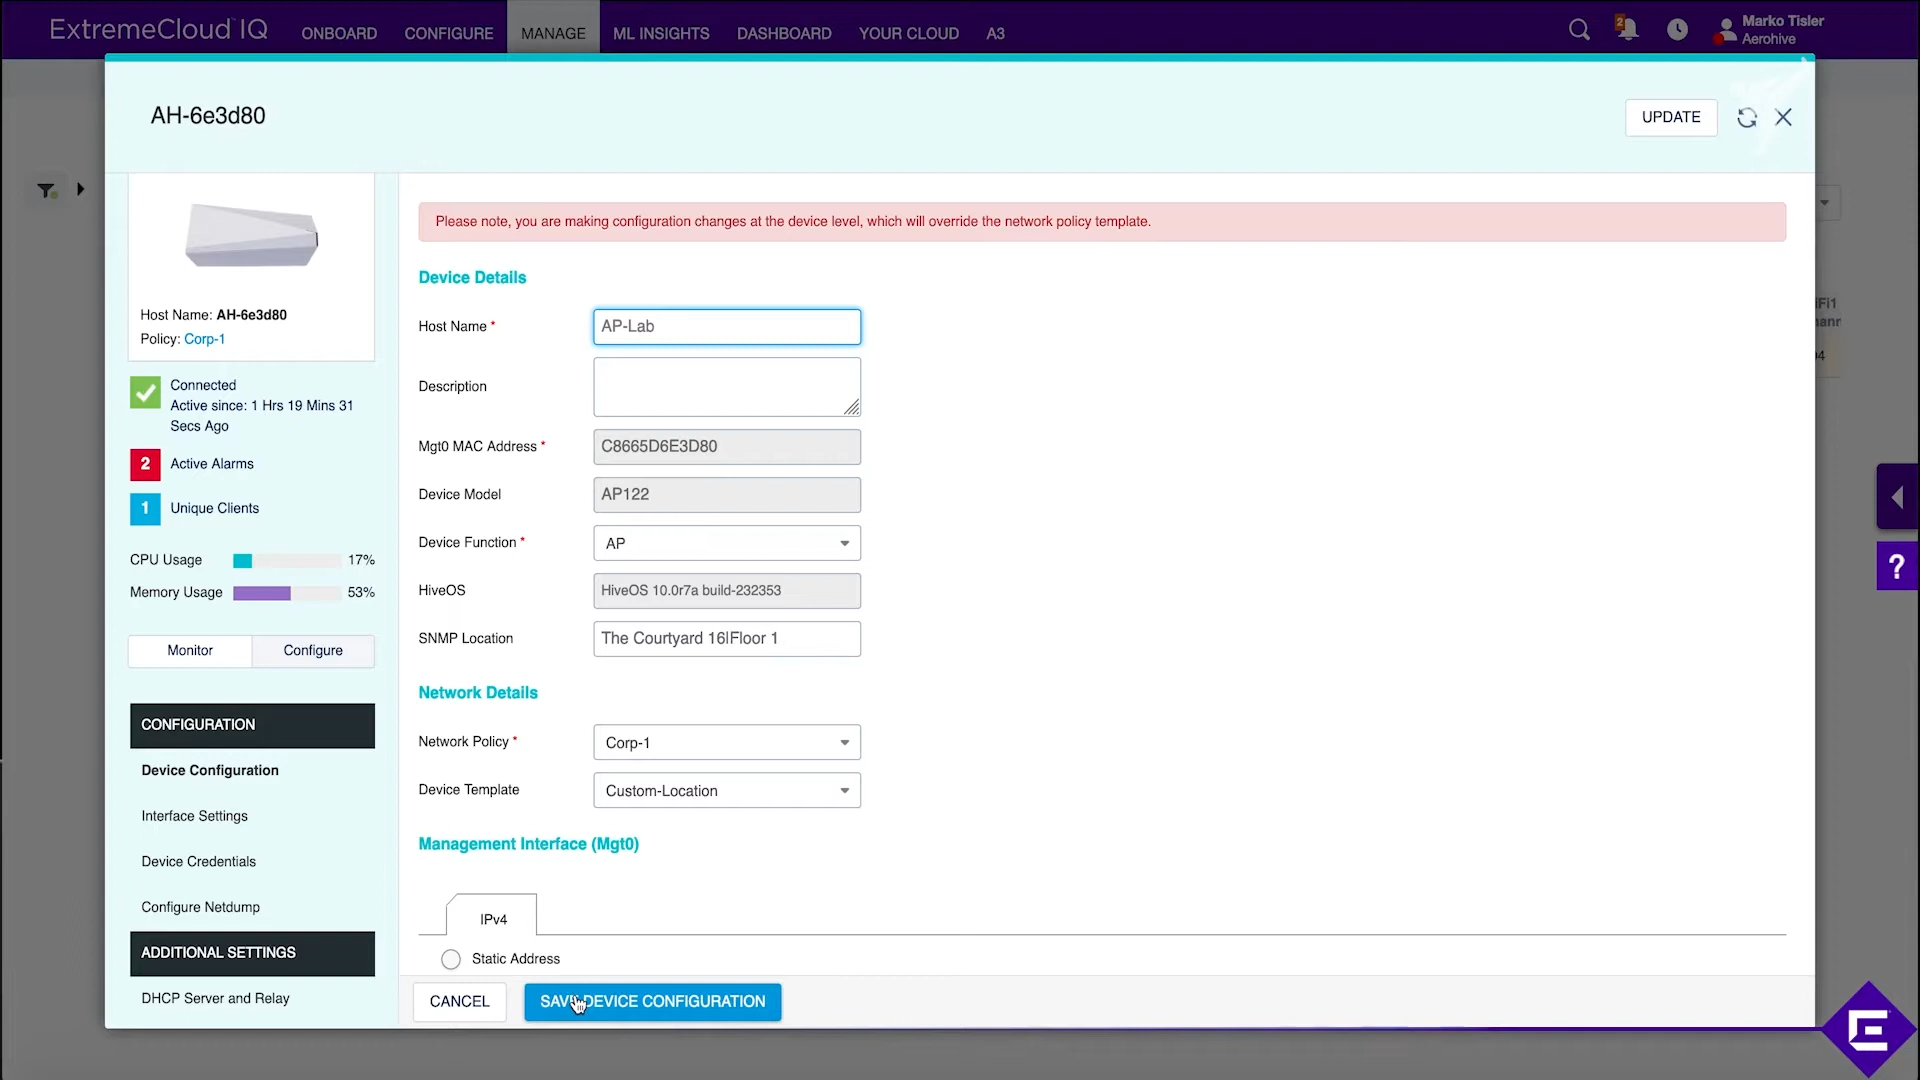 ExtremeCloud IQ
ONBOARD
CONFIGURE
MANAGE
ML INSIGHTS
DASHBOARD
YOUR CLOUD
A3
2
Marko Tisler
Aerohive
AH-6e3d80
UPDATE
Host Name: AH-6e3d80
Policy: Corp-1
Connected
Active since: 1 Hrs 19 Mins 31
Secs Ago
2 Active Alarms
1 Unique Clients
CPU Usage 17%
Memory Usage 53%
Monitor
Configure
CONFIGURATION
Device Configuration
Interface Settings
Device Credentials
Configure Netdump
ADDITIONAL SETTINGS
DHCP Server and Relay
Please note, you are making configuration changes at the device level, which will override the network policy template.
Device Details
Host Name * AP-Lab
Description
Mgt0 MAC Address * C8665D6E3D80
Device Model AP122
Device Function * AP
HiveOS HiveOS 10.0r7a build-232353
SNMP Location The Courtyard 16|Floor 1
Network Details
Network Policy * Corp-1
Device Template Custom-Location
Management Interface (Mgt0)
IPv4
Static Address
CANCEL
SAVE DEVICE CONFIGURATION
?
E